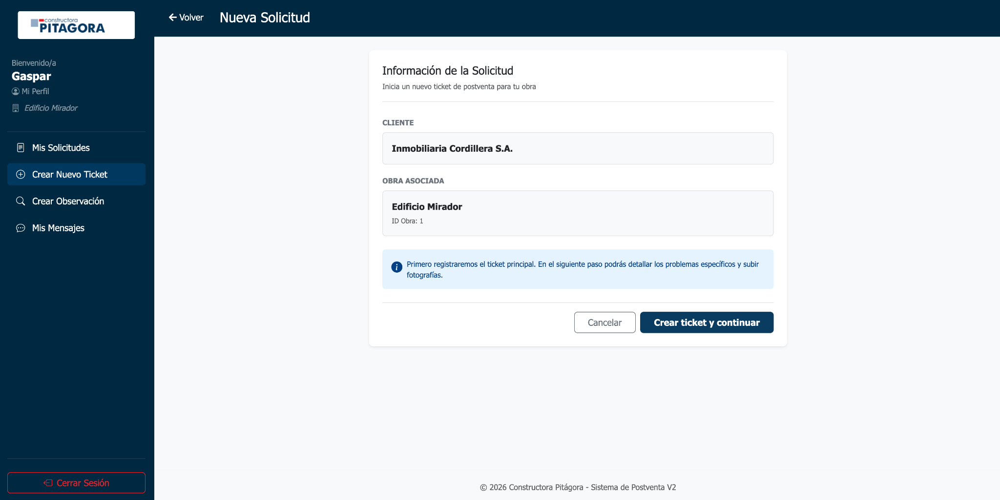 constructora
PITAGORA
Bienvenido/a
Gaspar
Mi Perfil
Edificio Mirador
Mis Solicitudes
Crear Nuevo Ticket
Crear Observación
Mis Mensajes
Cerrar Sesión
Volver
Nueva Solicitud
Información de la Solicitud
Inicia un nuevo ticket de postventa para tu obra
CLIENTE
Inmobiliaria Cordillera S.A.
OBRA ASOCIADA
Edificio Mirador
ID Obra: 1
Primero registraremos el ticket principal. En el siguiente paso podrás detallar los problemas específicos y subir
fotografías.
Cancelar
Crear ticket y continuar
© 2026 Constructora Pitágora - Sistema de Postventa V2